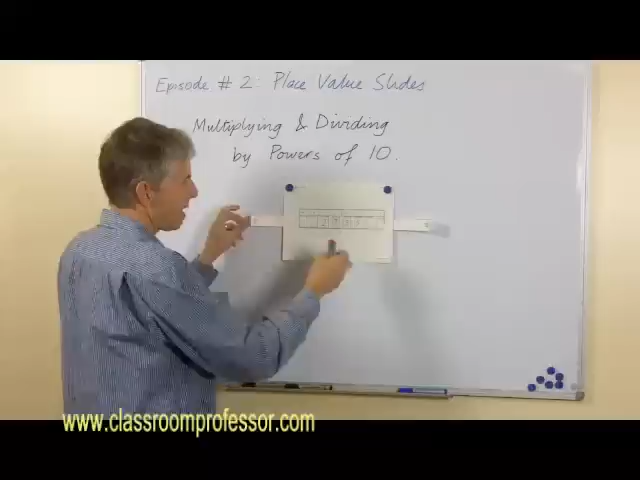 Episode # 2: Place Value Slides
Multiplying & Dividing
by Powers of 10.
www.classroomprofessor.com